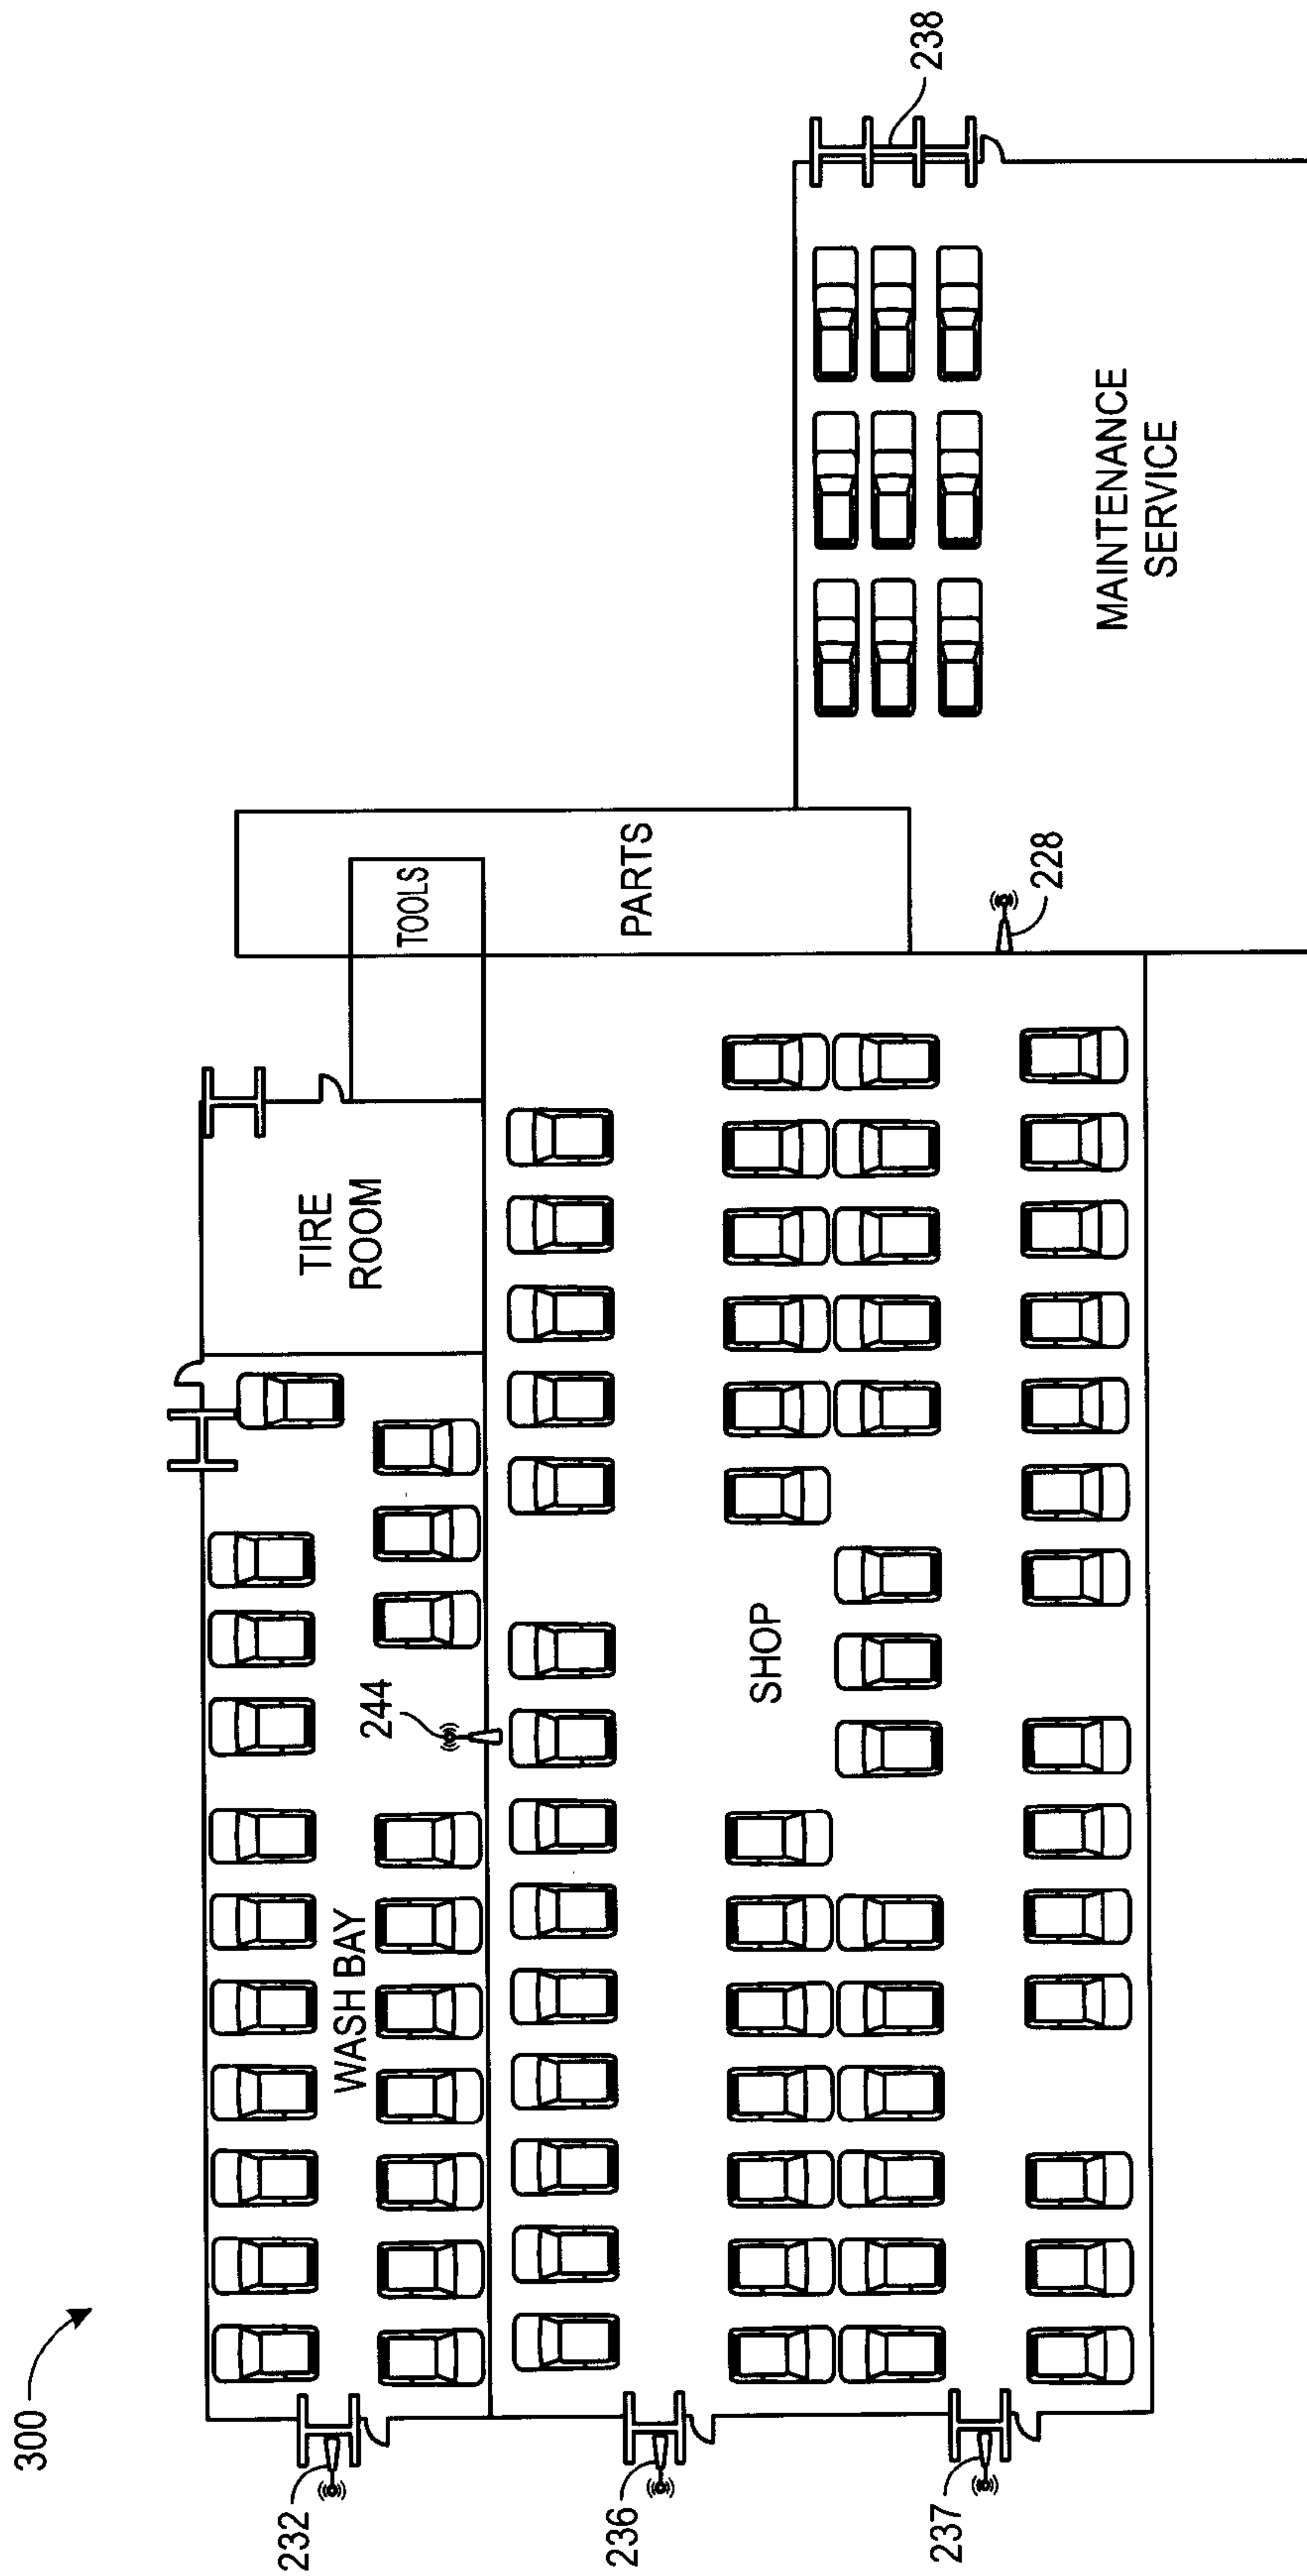 300
232
236
237
WASH BAY
244
TIRE
ROOM
TOOLS
SHOP
PARTS
228
238
MAINTENANCE
SERVICE